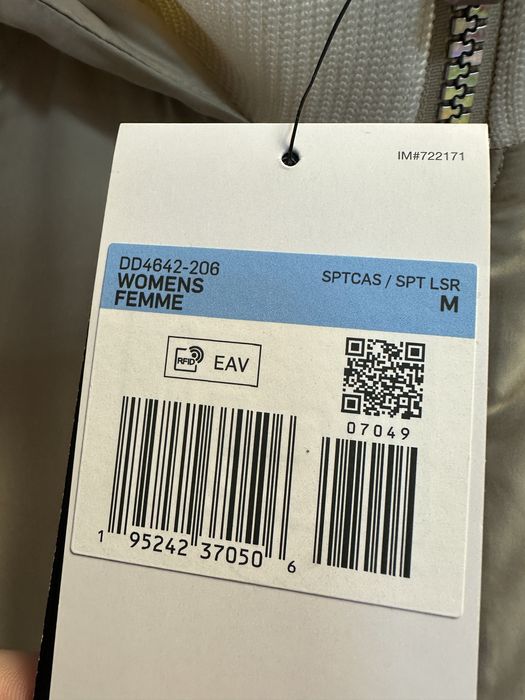 IM#722171
DD4642-206
WOMENS
FEMME
SPTCAS / SPT LSR
M
RFID EAV
07049
1 95242 37050 6